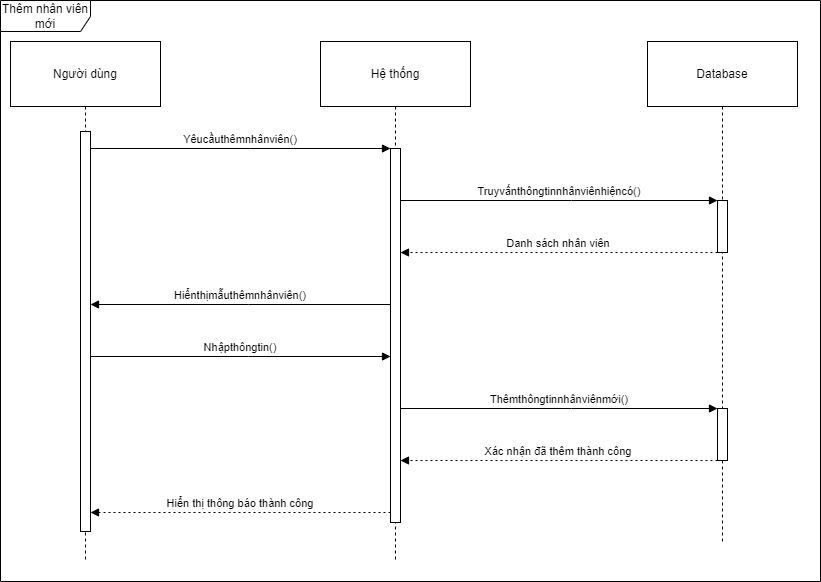 Thêm nhân viên
mới
Người dùng
Hệ thống
Database
Yêucầuthêmnhânviên()
Truyvấnthôngtinnhânviênhiệncó()
Danh sách nhân viên
Hiểnthịmẫuthêmnhânviên()
Nhậpthôngtin()
Thêmthôngtinnhânviênmới()
Xác nhận đã thêm thành công
Hiển thị thông báo thành công